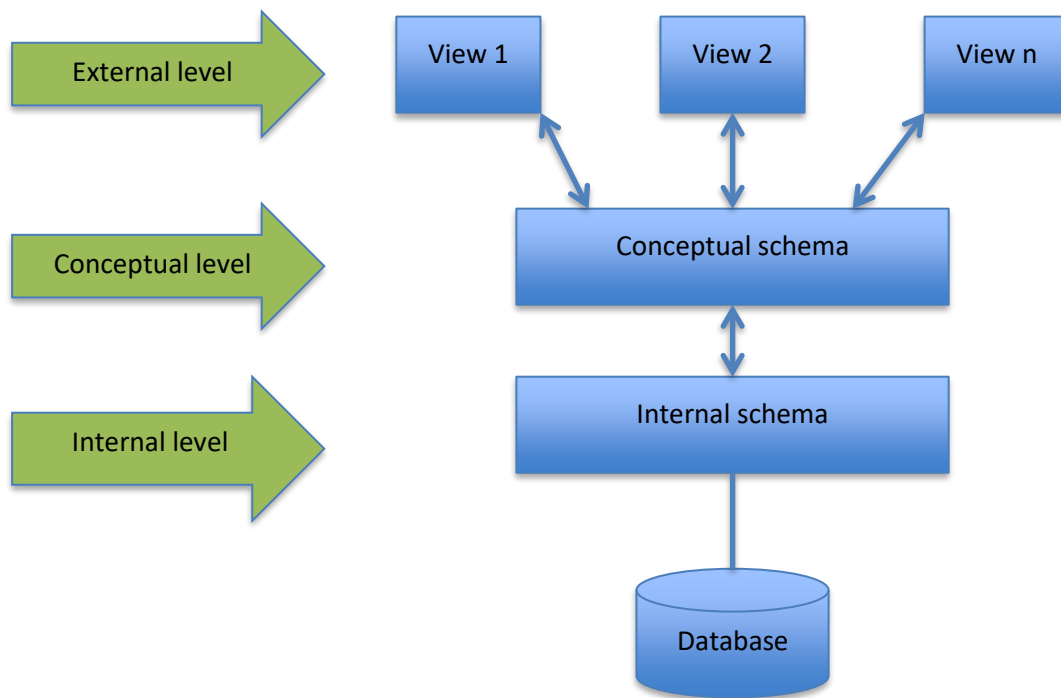 External level
View 1
View 2
View n
Conceptual level
Conceptual schema
Internal level
Internal schema
Database